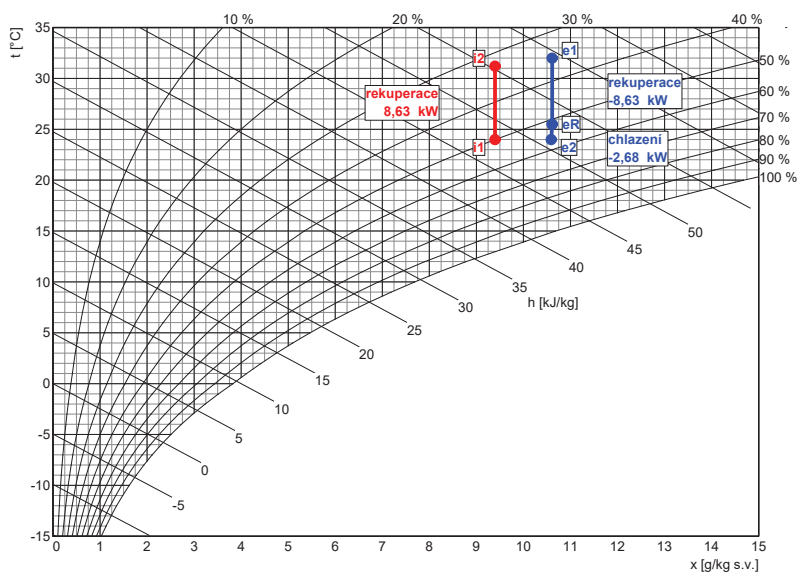 10 %
20 %
30 %
40 %
t [°C]
35
30
25
20
15
10
5
0
-5
-10
-15
i2
e1
rekuperace
8,63 kW
rekuperace
-8,63 kW
eR
i1
e2
chlazení
-2,68 kW
50 %
60 %
70 %
80 %
90 %
100 %
50
45
40
35
30
25
20
15
10
5
0
-5
h [kJ/kg]
0 1 2 3 4 5 6 7 8 9 10 11 12 13 14 15
x [g/kg s.v.]